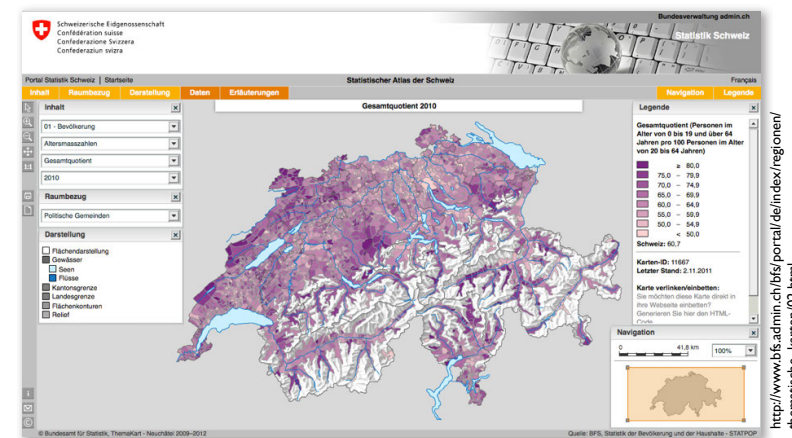 Schweizerische Eidgenossenschaft
Confédération suisse
Confederazione Svizzera
Confederaziun svizra
Bundesverwaltung admin.ch
Statistik Schweiz
Portal Statistik Schweiz | Startseite
Statistischer Atlas der Schweiz
Français
Inhalt
Raumbezug
Darstellung
Daten
Erläuterungen
Navigation
Legende
Inhalt
01 - Bevölkerung
Altersmasszahlen
Gesamtquotient
2010
Raumbezug
Politische Gemeinden
Darstellung
Flächendarstellung
Gewässer
Seen
Flüsse
Kantonsgrenze
Landesgrenze
Flächenkonturen
Relief
Gesamtquotient 2010
Legende
Gesamtquotient (Personen im
Alter von 0 bis 19 und über 64
Jahren pro 100 Personen im Alter
von 20 bis 64 Jahren)
≥ 80,0
75,0 – 79,9
70,0 – 74,9
65,0 – 69,9
60,0 – 64,9
55,0 – 59,9
50,0 – 54,9
< 50,0
Schweiz: 60,7
Karten-ID: 11667
Letzter Stand: 2.11.2011
Karte verlinken/einbetten:
Sie möchten diese Karte direkt in
ihre Webseite einbetten?
Generieren Sie hier den HTML-
Code
Navigation
0 41,8 km
100%
© Bundesamt für Statistik, ThemaKart - Neuchâtel 2009–2012
Quelle: BFS, Statistik der Bevölkerung und der Haushalte - STATPOP
http://www.bfs.admin.ch/bfs/portal/de/index/regionen/